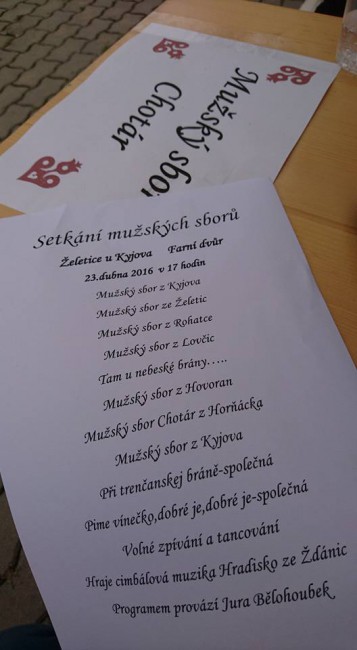 Mužský sbor
Chotár
Setkání mužských sborů
Želetice u Kyjova Farní dvůr
23.dubna 2016 v 17 hodin
Mužský sbor z Kyjova
Mužský sbor ze Želetic
Mužský sbor z Rohatce
Mužský sbor z Lovčic
Tam u nebeské brány.....
Mužský sbor z Hovoran
Mužský sbor Chotár z Horňácka
Mužský sbor z Kyjova
Při trenčanskej bráně-společná
Pime vínečko,dobré je,dobré je-společná
Volné zpívání a tancování
Hraje cimbálová muzika Hradisko ze Ždánic
Programem provází Jura Bělohoubek